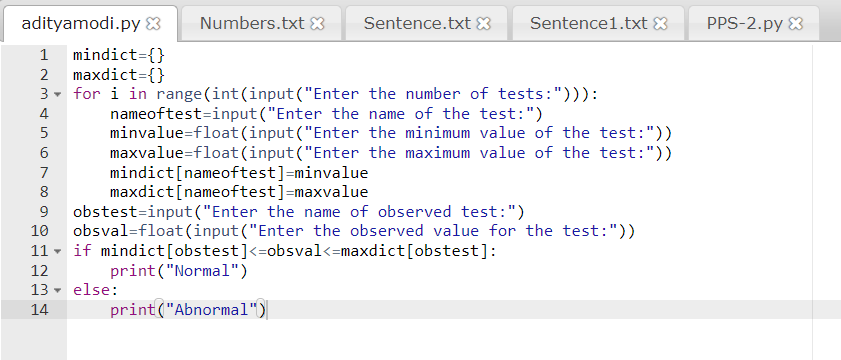 adityamodi.py Numbers.txt Sentence.txt Sentence1.txt PPS-2.py
1 mindict={}
2 maxdict={}
3 for i in range(int(input("Enter the number of tests:"))):
4     nameoftest=input("Enter the name of the test:")
5     minvalue=float(input("Enter the minimum value of the test:"))
6     maxvalue=float(input("Enter the maximum value of the test:"))
7     mindict[nameoftest]=minvalue
8     maxdict[nameoftest]=maxvalue
9 obstest=input("Enter the name of observed test:")
10 obsval=float(input("Enter the observed value for the test:"))
11 if mindict[obstest]<=obsval<=maxdict[obstest]:
12     print("Normal")
13 else:
14     print("Abnormal")